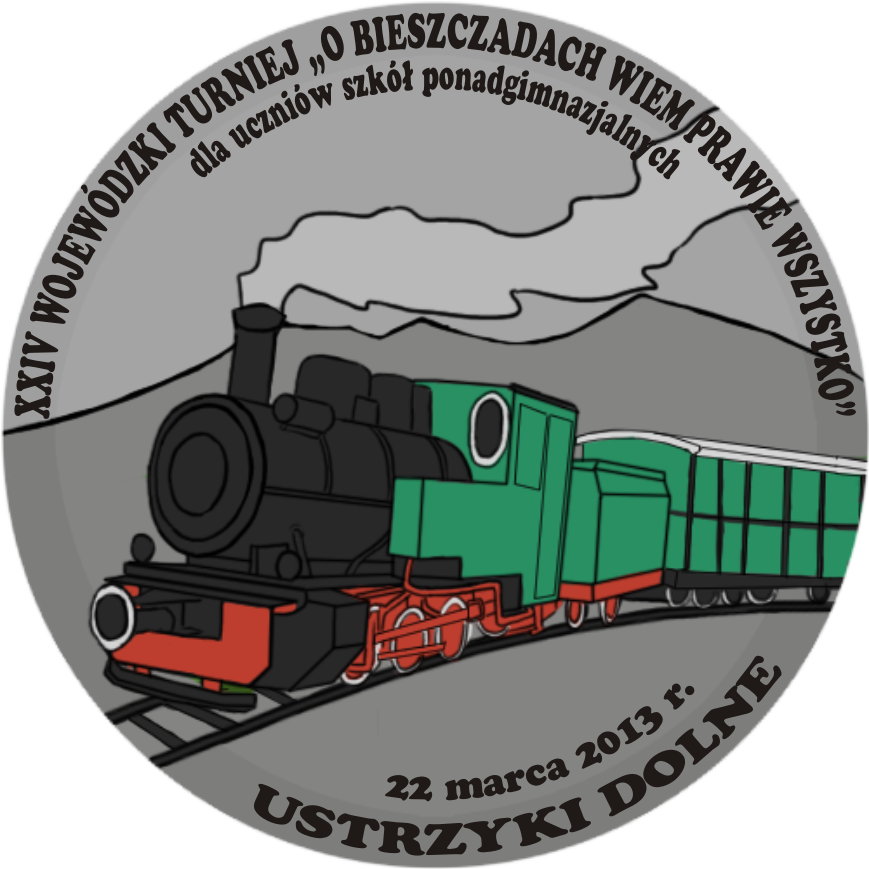 XXIV WOJEWÓDZKI TURNIEJ „O BIESZCZADACH WIEM PRAWIE WSZYSTKO”
dla uczniów szkół ponadgimnazjalnych
22 marca 2013 r.
USTRZYKI DOLNE